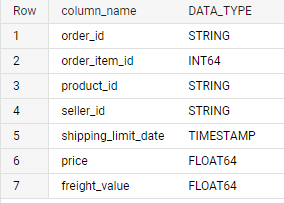 Row column_name DATA_TYPE
1 order_id STRING
2 order_item_id INT64
3 product_id STRING
4 seller_id STRING
5 shipping_limit_date TIMESTAMP
6 price FLOAT64
7 freight_value FLOAT64